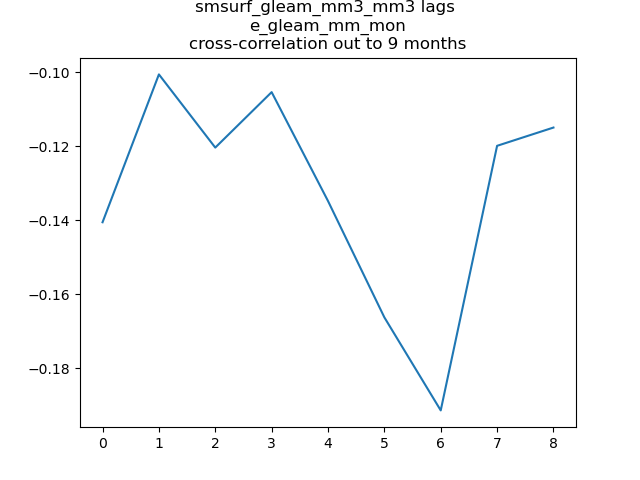 smsurf_gleam_mm3_mm3 lags
e_gleam_mm_mon
cross-correlation out to 9 months
−0.10
−0.12
−0.14
−0.16
−0.18
0 1 2 3 4 5 6 7 8